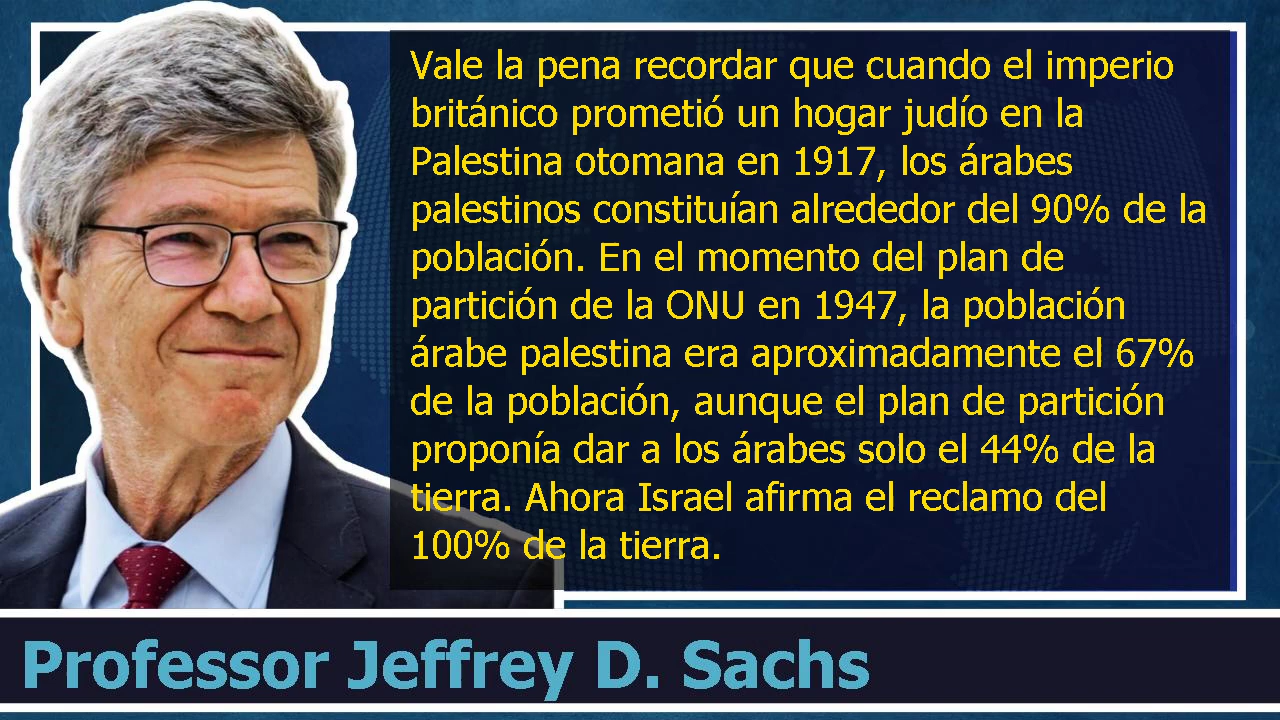 Vale la pena recordar que cuando el imperio
británico prometió un hogar judío en la
Palestina otomana en 1917, los árabes
palestinos constituían alrededor del 90% de la
población. En el momento del plan de
partición de la ONU en 1947, la población
árabe palestina era aproximadamente el 67%
de la población, aunque el plan de partición
proponía dar a los árabes solo el 44% de la
tierra. Ahora Israel afirma el reclamo del
100% de la tierra.
Professor Jeffrey D. Sachs